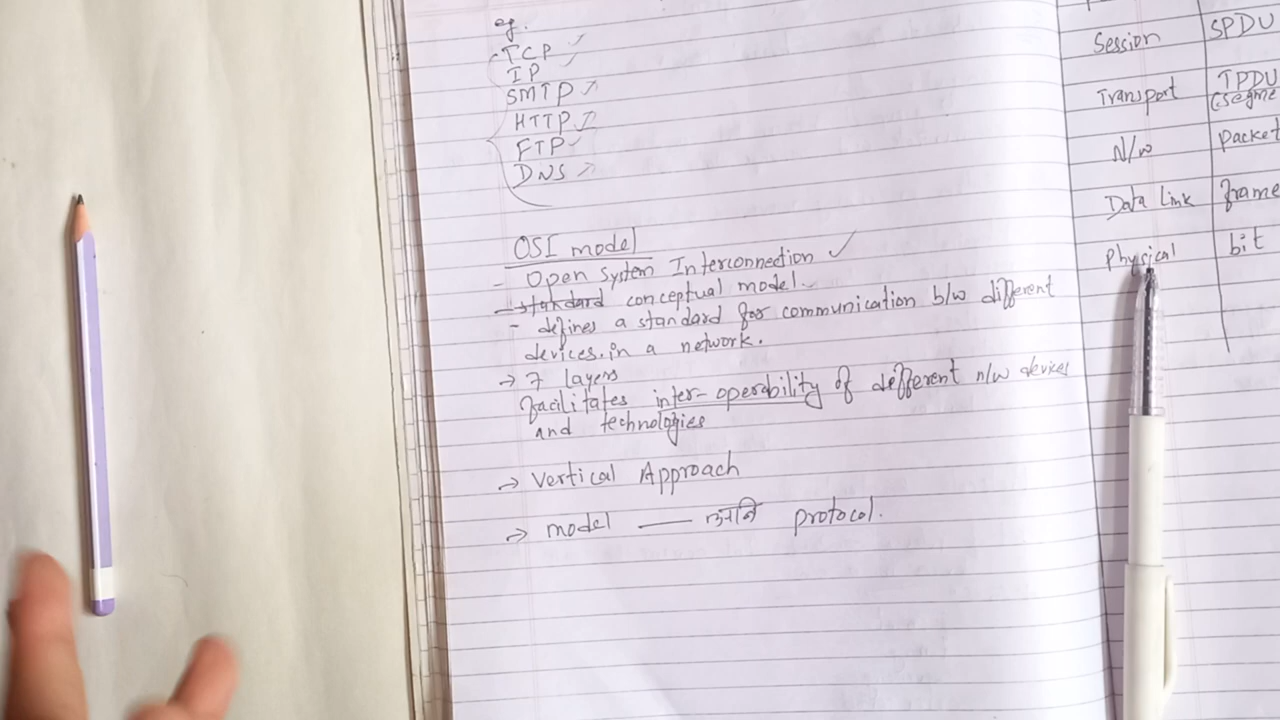 eg.
TCP
IP
SMTP
HTTP
FTP
DNS
OSI model
- Open System Interconnection
- standard conceptual model.
- defines a standard for communication b/w different
devices in a network.
→ 7 layers
facilitates inter-operability of different n/w devices
and technologies
→ Vertical Approach
→ model — आनि protocol.
Session SPDU
Transport TPDU
(segme
N/w Packet
Data Link frame
Physical bit